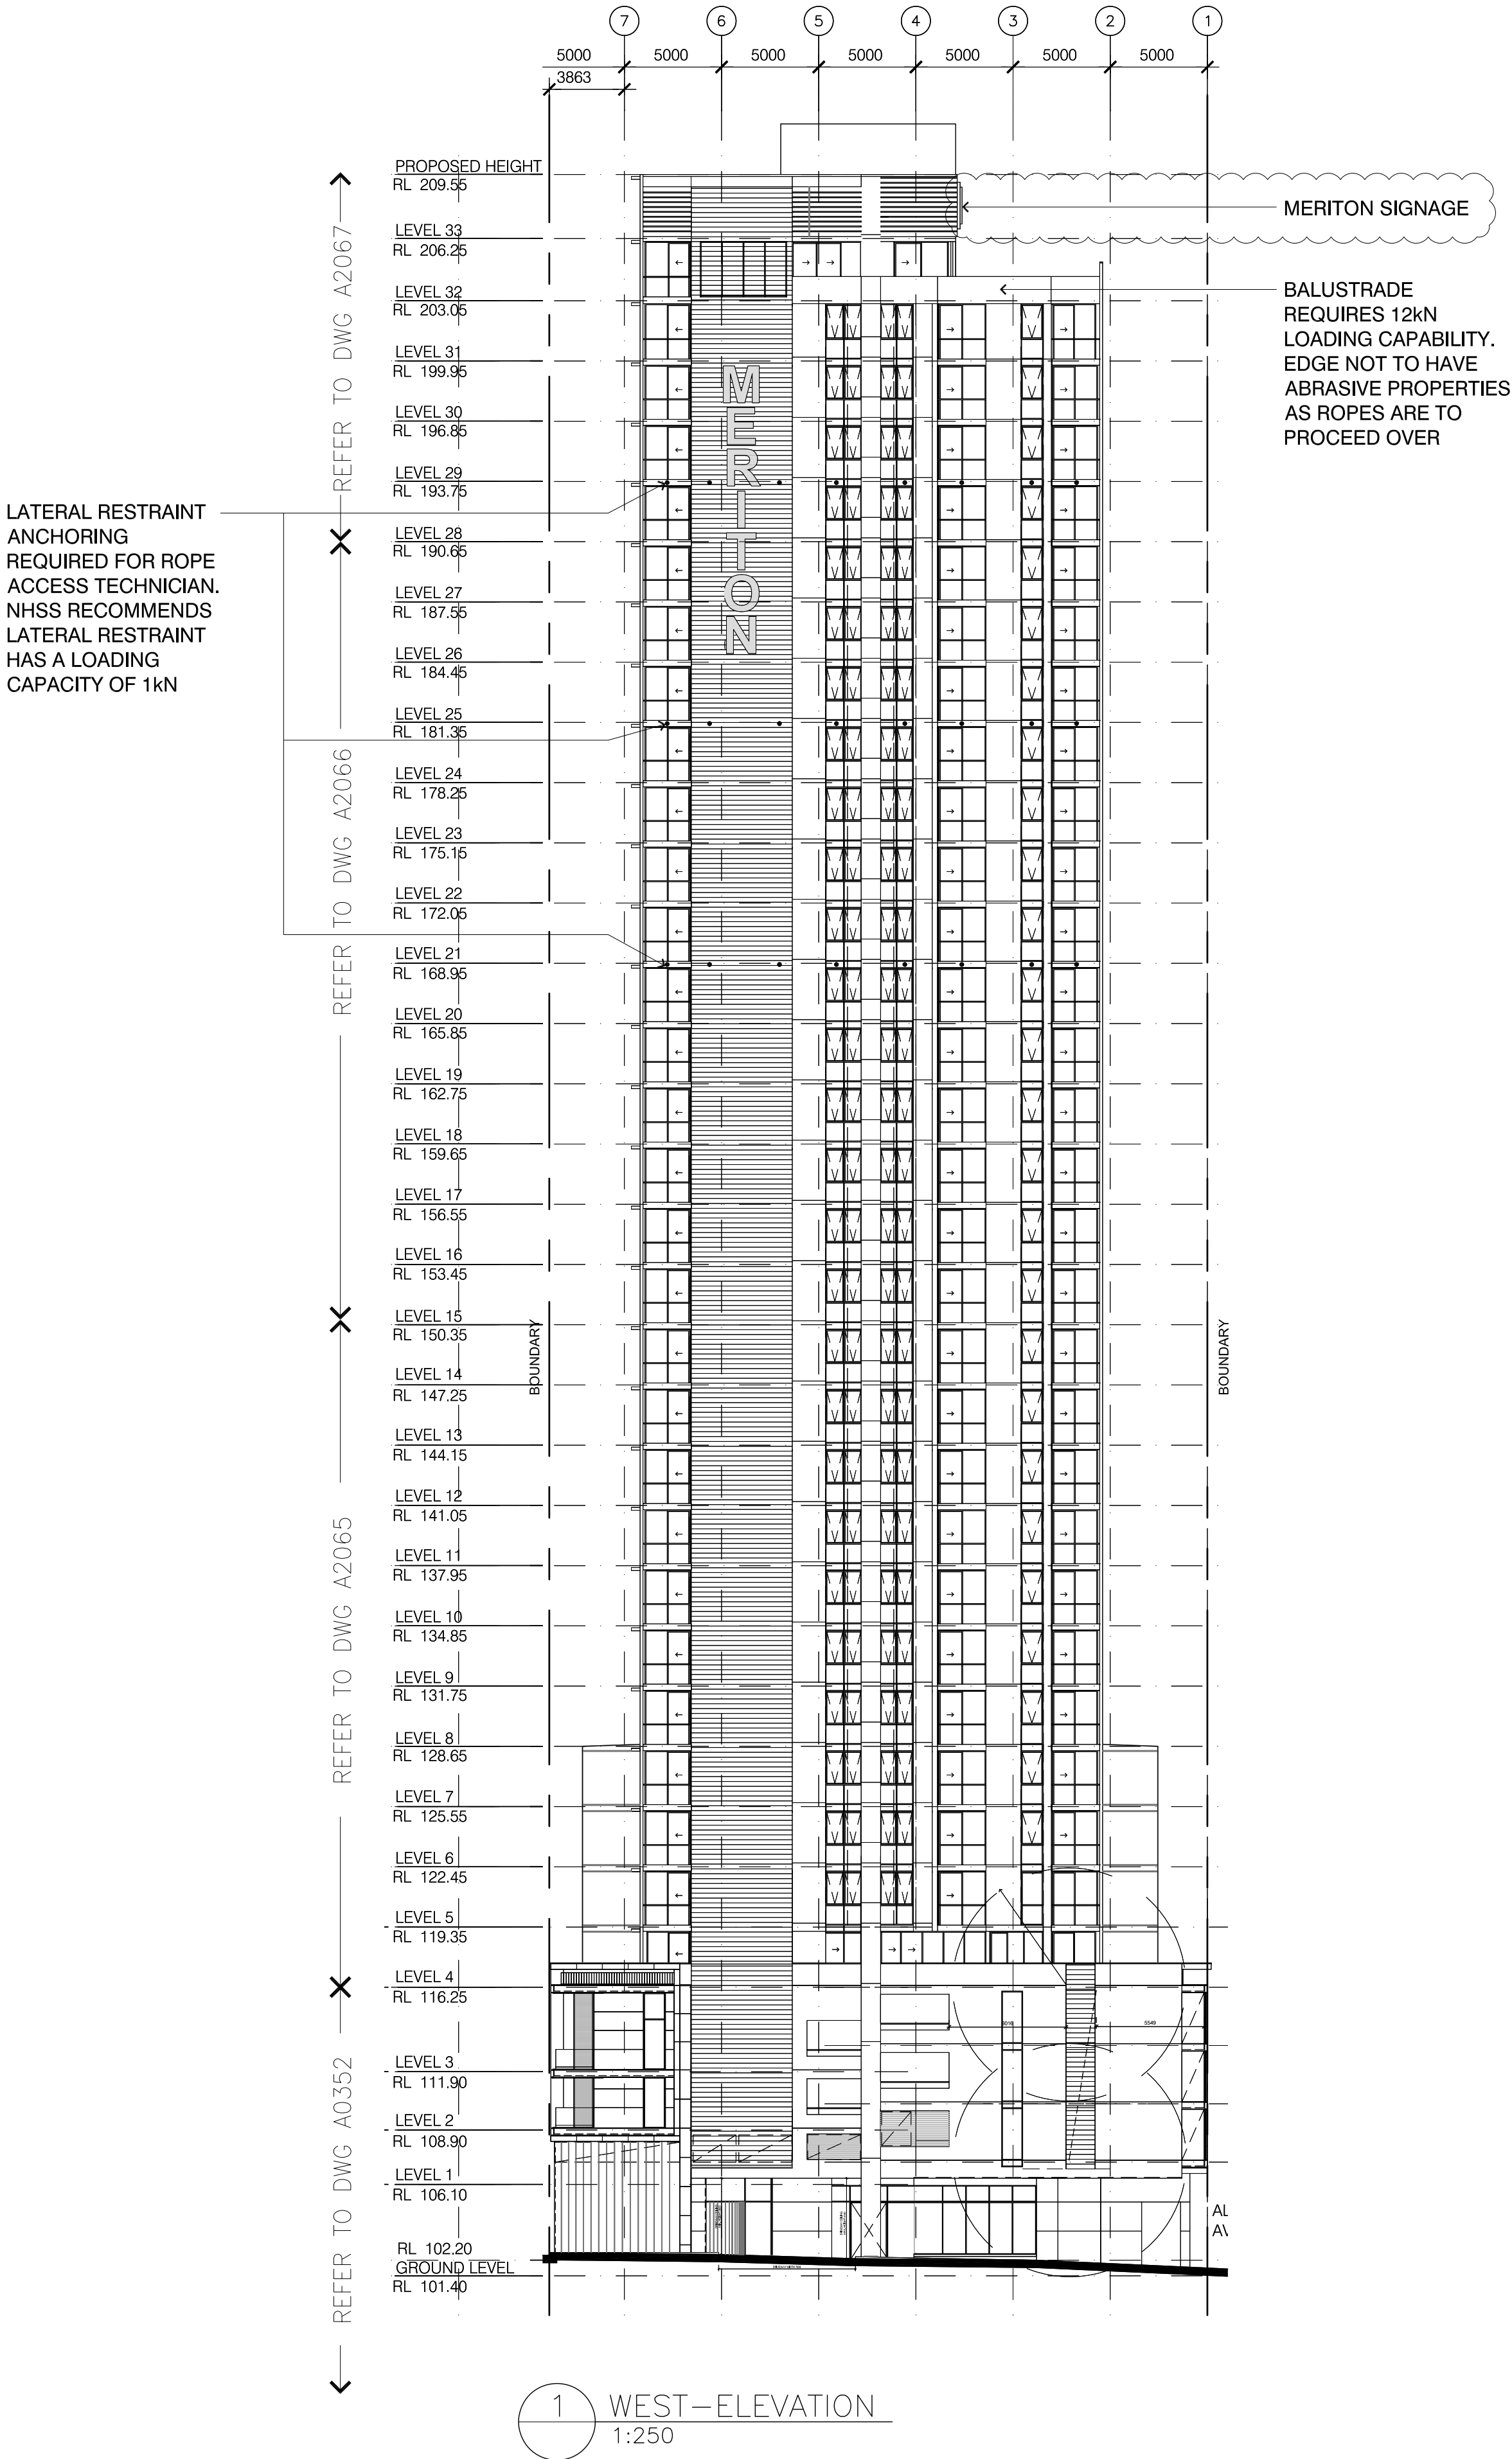 7 6 5 4 3 2 1
5000 5000 5000 5000 5000 5000 5000
3863
PROPOSED HEIGHT
RL 209.55
MERITON SIGNAGE
LEVEL 33
RL 206.25
BALUSTRADE
REQUIRES 12kN
LOADING CAPABILITY.
EDGE NOT TO HAVE
ABRASIVE PROPERTIES
AS ROPES ARE TO
PROCEED OVER
LEVEL 32
RL 203.05
LEVEL 31
RL 199.95
LEVEL 30
RL 196.85
LEVEL 29
RL 193.75
MERITON
LATERAL RESTRAINT
ANCHORING
REQUIRED FOR ROPE
ACCESS TECHNICIAN.
NHSS RECOMMENDS
LATERAL RESTRAINT
HAS A LOADING
CAPACITY OF 1kN
REFER TO DWG A2067
LEVEL 28
RL 190.65
LEVEL 27
RL 187.55
LEVEL 26
RL 184.45
LEVEL 25
RL 181.35
LEVEL 24
RL 178.25
LEVEL 23
RL 175.15
LEVEL 22
RL 172.05
LEVEL 21
RL 168.95
REFER TO DWG A2066
LEVEL 20
RL 165.85
LEVEL 19
RL 162.75
LEVEL 18
RL 159.65
LEVEL 17
RL 156.55
LEVEL 16
RL 153.45
LEVEL 15
RL 150.35
BOUNDARY
BOUNDARY
LEVEL 14
RL 147.25
LEVEL 13
RL 144.15
LEVEL 12
RL 141.05
LEVEL 11
RL 137.95
LEVEL 10
RL 134.85
REFER TO DWG A2065
LEVEL 9
RL 131.75
LEVEL 8
RL 128.65
LEVEL 7
RL 125.55
LEVEL 6
RL 122.45
LEVEL 5
RL 119.35
LEVEL 4
RL 116.25
5549
LEVEL 3
RL 111.90
LEVEL 2
RL 108.90
REFER TO DWG A0352
LEVEL 1
RL 106.10
RL 102.20
GROUND LEVEL
RL 101.40
1 WEST-ELEVATION
1:250